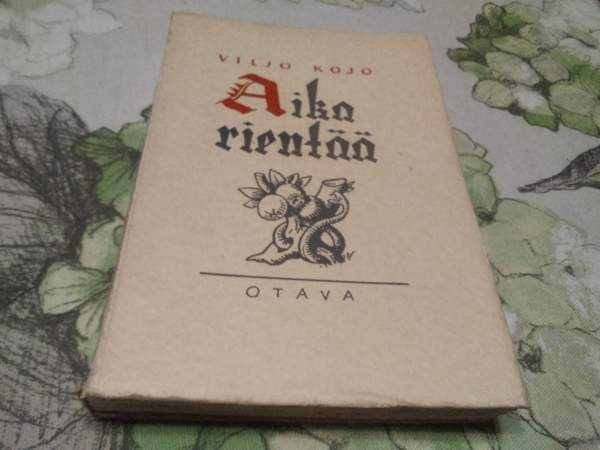 VILJO KOJO
Aika
rientää
OTAVA